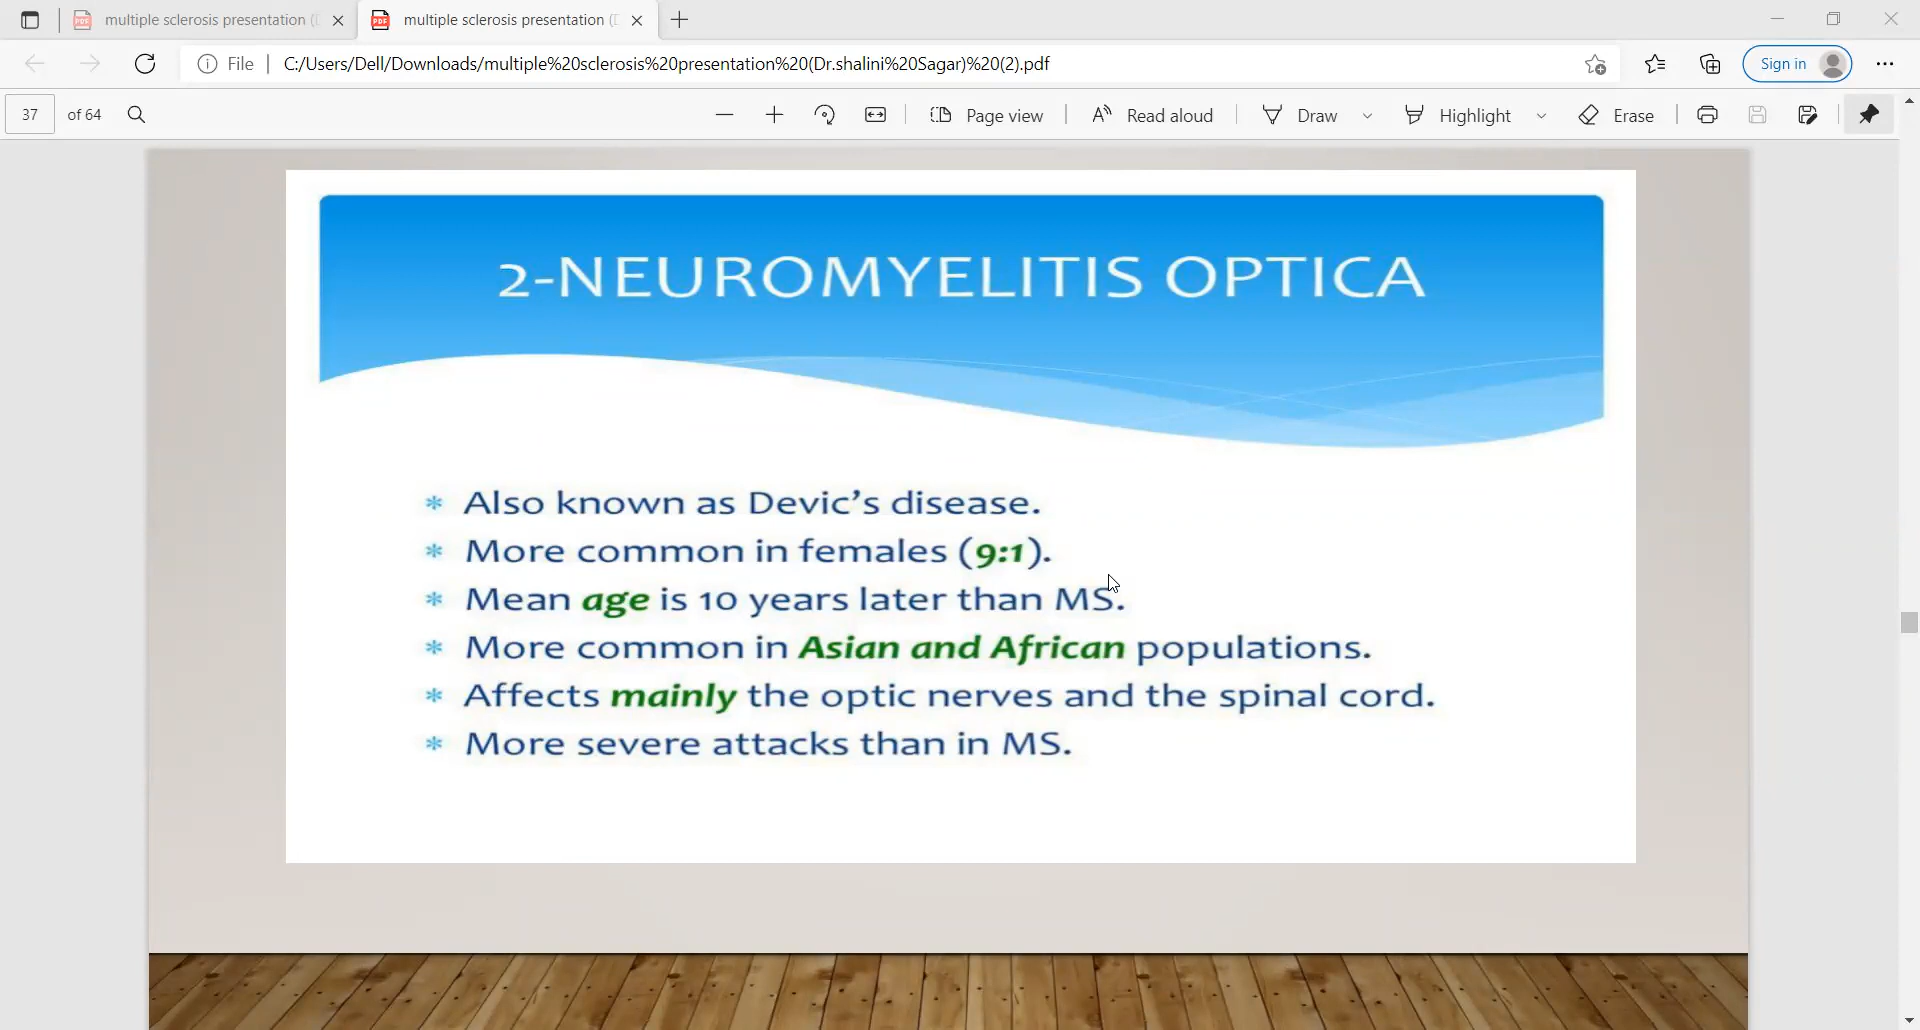 multiple sclerosis presentation (
multiple sclerosis presentation (
File
C:/Users/Dell/Downloads/multiple%20sclerosis%20presentation%20(Dr.shalini%20Sagar)%20(2).pdf
Sign in
37 of 64
Page view
Read aloud
Draw
Highlight
Erase
2-NEUROMYELITIS OPTICA
* Also known as Devic's disease.
* More common in females (9:1).
* Mean age is 10 years later than MS.
* More common in Asian and African populations.
* Affects mainly the optic nerves and the spinal cord.
* More severe attacks than in MS.